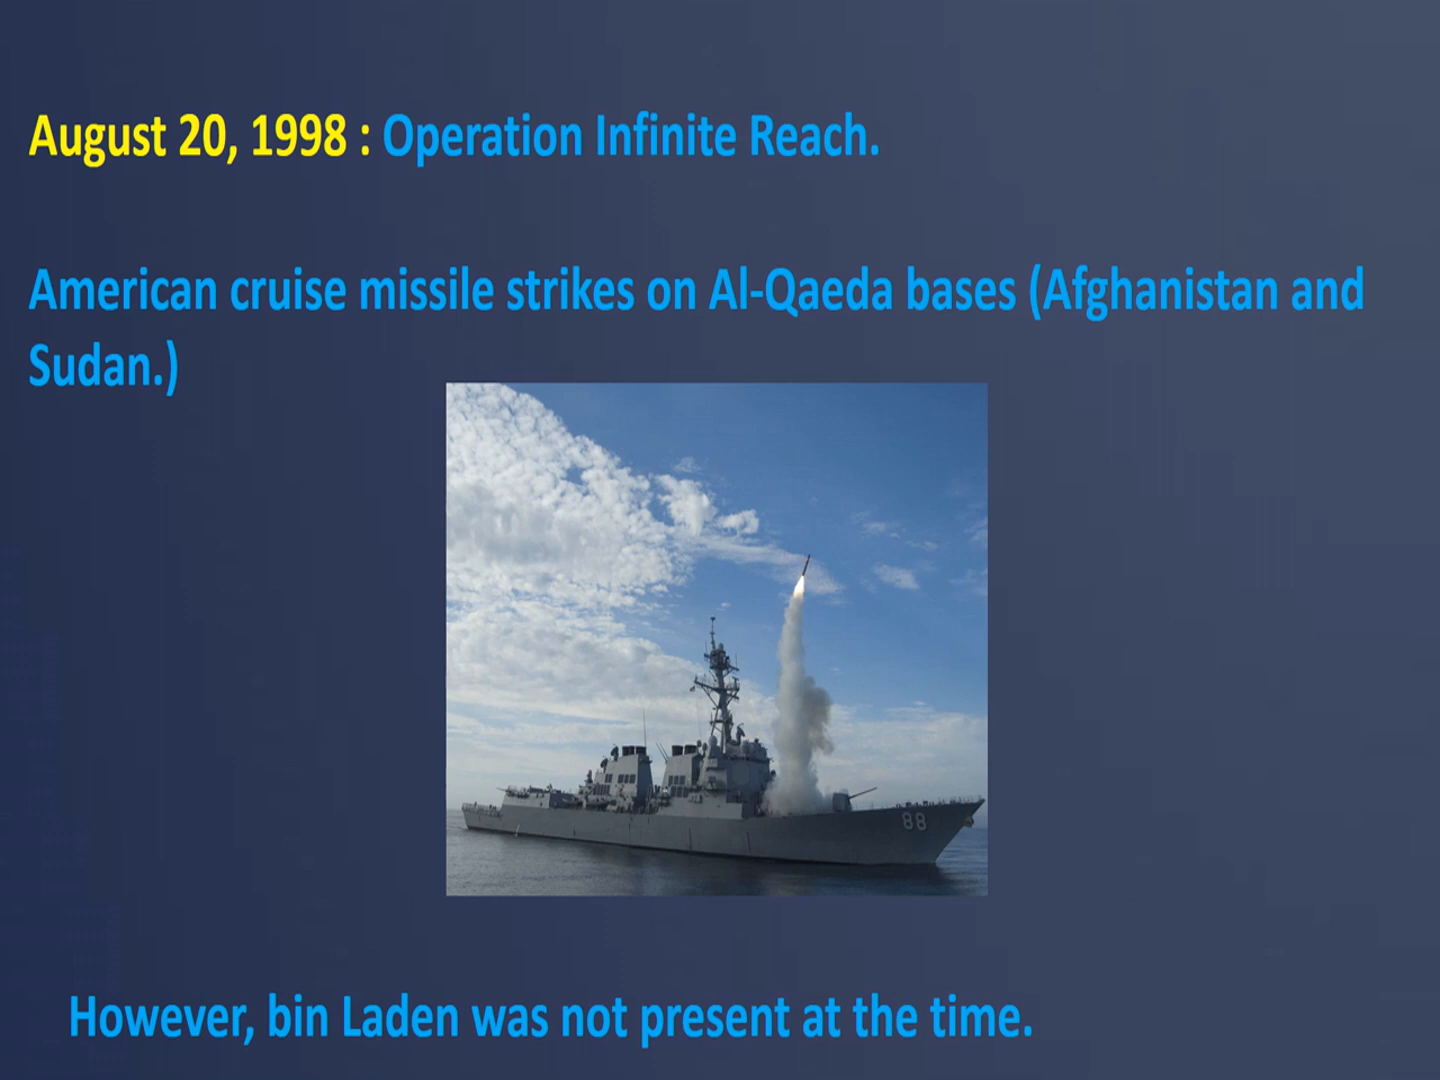 August 20, 1998 : Operation Infinite Reach.
American cruise missile strikes on Al-Qaeda bases (Afghanistan and
Sudan.)
88
However, bin Laden was not present at the time.